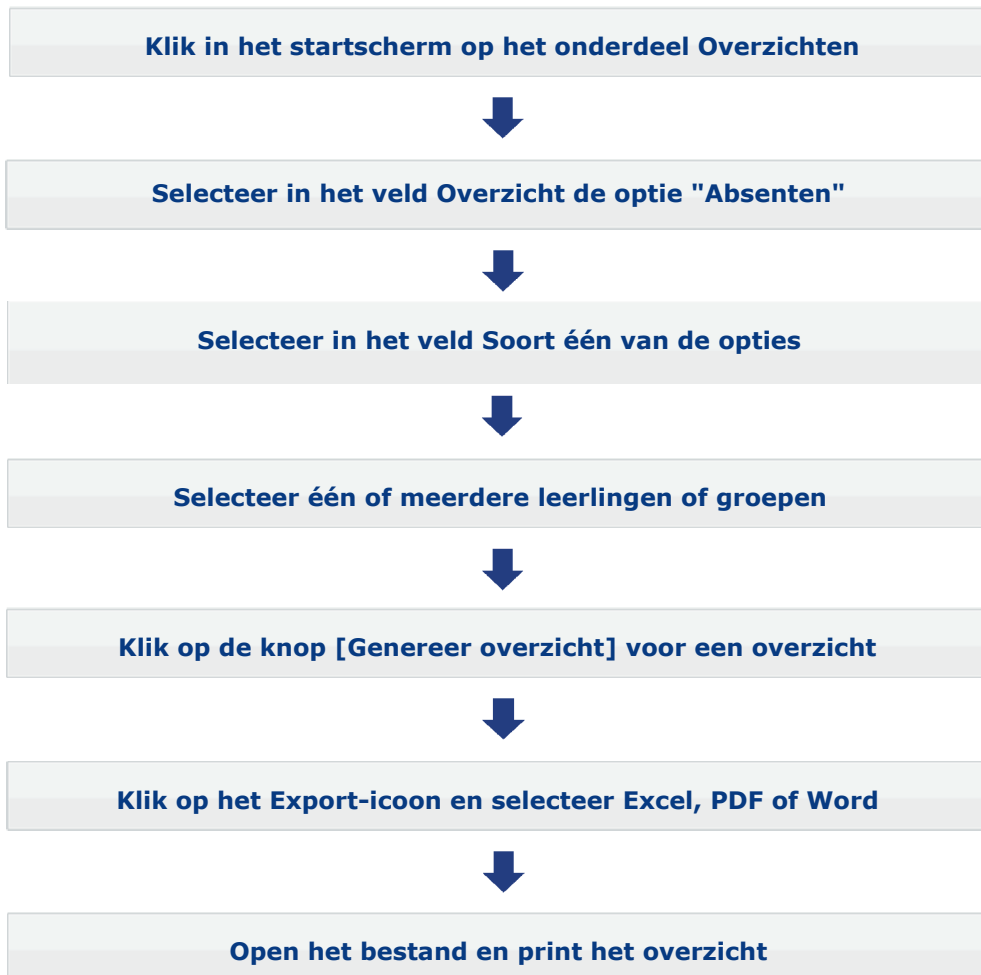 Klik in het startscherm op het onderdeel Overzichten
Selecteer in het veld Overzicht de optie "Absenten"
Selecteer in het veld Soort één van de opties
Selecteer één of meerdere leerlingen of groepen
Klik op de knop [Genereer overzicht] voor een overzicht
Klik op het Export-icoon en selecteer Excel, PDF of Word
Open het bestand en print het overzicht